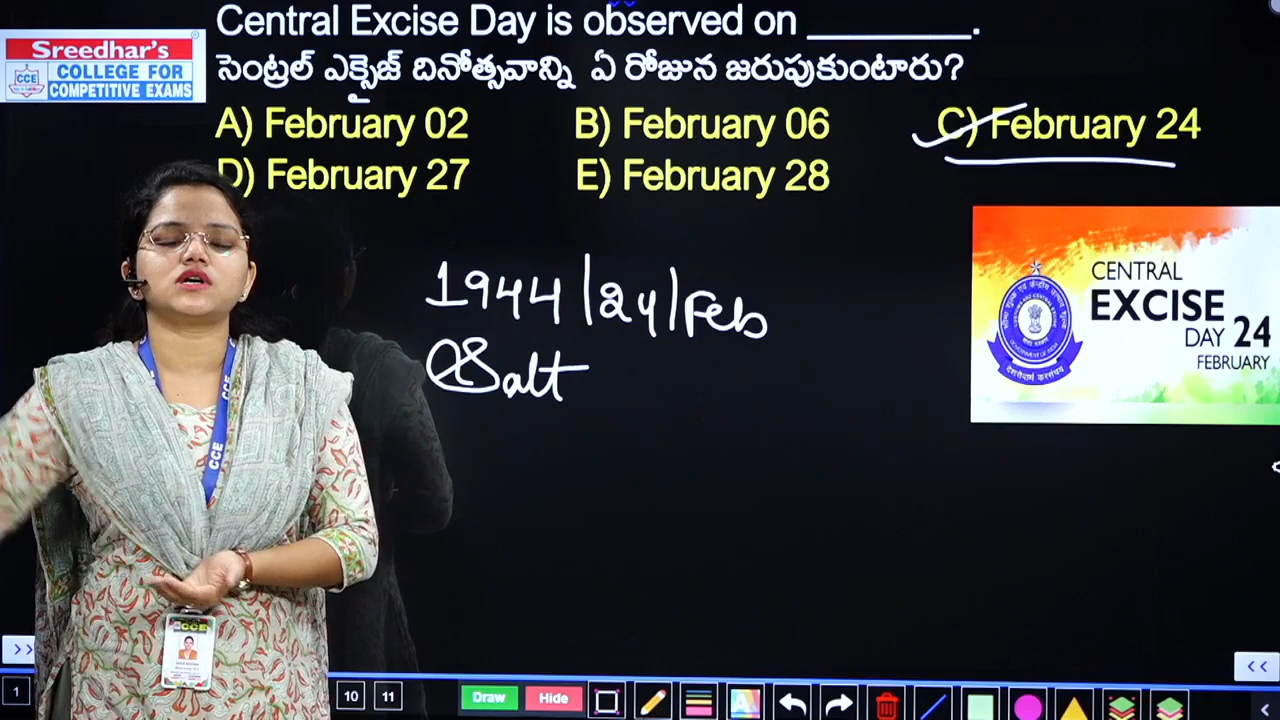 Central Excise Day is observed on _________.
Sreedhar's
CCE
COLLEGE FOR
COMPETITIVE EXAMS
సెంట్రల్ ఎక్సైజ్ దినోత్సవాన్ని ఏ రోజున జరుపుకుంటారు?
A) February 02
B) February 06
C) February 24
D) February 27
E) February 28
1944/24/Feb
Salt
CENTRAL
EXCISE
DAY 24
FEBRUARY
CCE
CCE
CCE
>>
<<
1
10
11
Draw
Hide
<